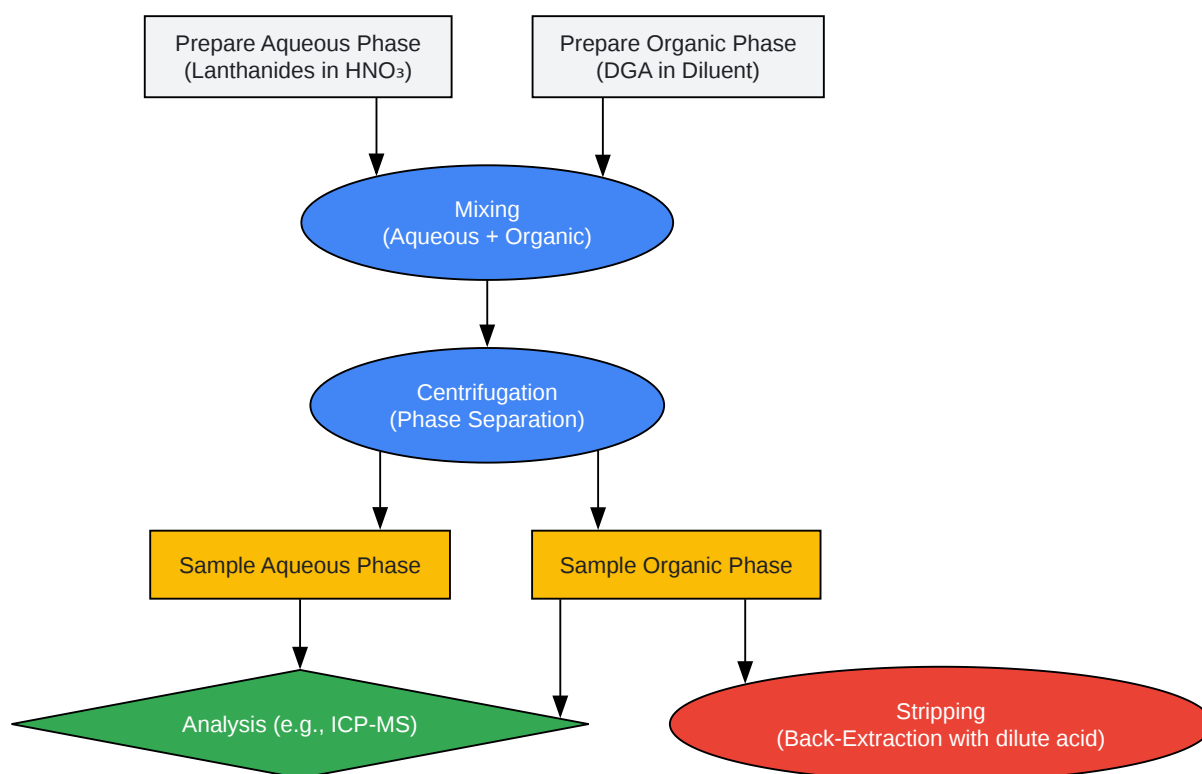 Prepare Aqueous Phase
(Lanthanides in HNO₃)
Prepare Organic Phase
(DGA in Diluent)
Mixing
(Aqueous + Organic)
Centrifugation
(Phase Separation)
Sample Aqueous Phase
Sample Organic Phase
Analysis (e.g., ICP-MS)
Stripping
(Back-Extraction with dilute acid)